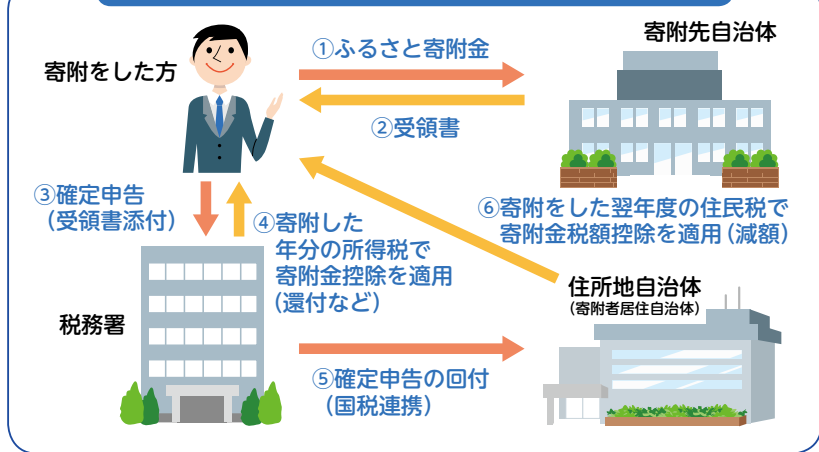 寄附をした方
①ふるさと寄附金
寄附先自治体
②受領書
③確定申告
（受領書添付）
④寄附した
年分の所得税で
寄附金控除を適用
（還付など）
⑥寄附をした翌年度の住民税で
寄附金税額控除を適用（減額）
税務署
住所地自治体
（寄附者居住自治体）
⑤確定申告の回付
（国税連携）